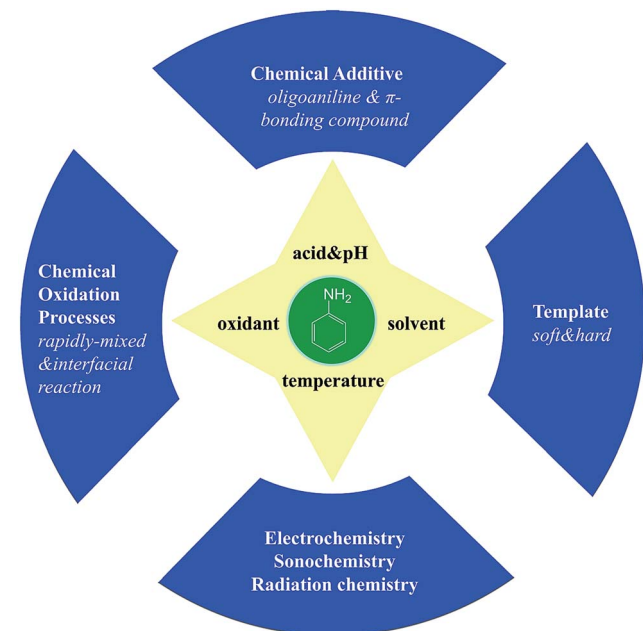 Chemical Additive
oligoaniline & π-
bonding compound
acid&pH
Chemical
Oxidation
Processes
rapidly-mixed
&interfacial
reaction
oxidant
NH2
solvent
Template
soft&hard
temperature
Electrochemistry
Sonochemistry
Radiation chemistry